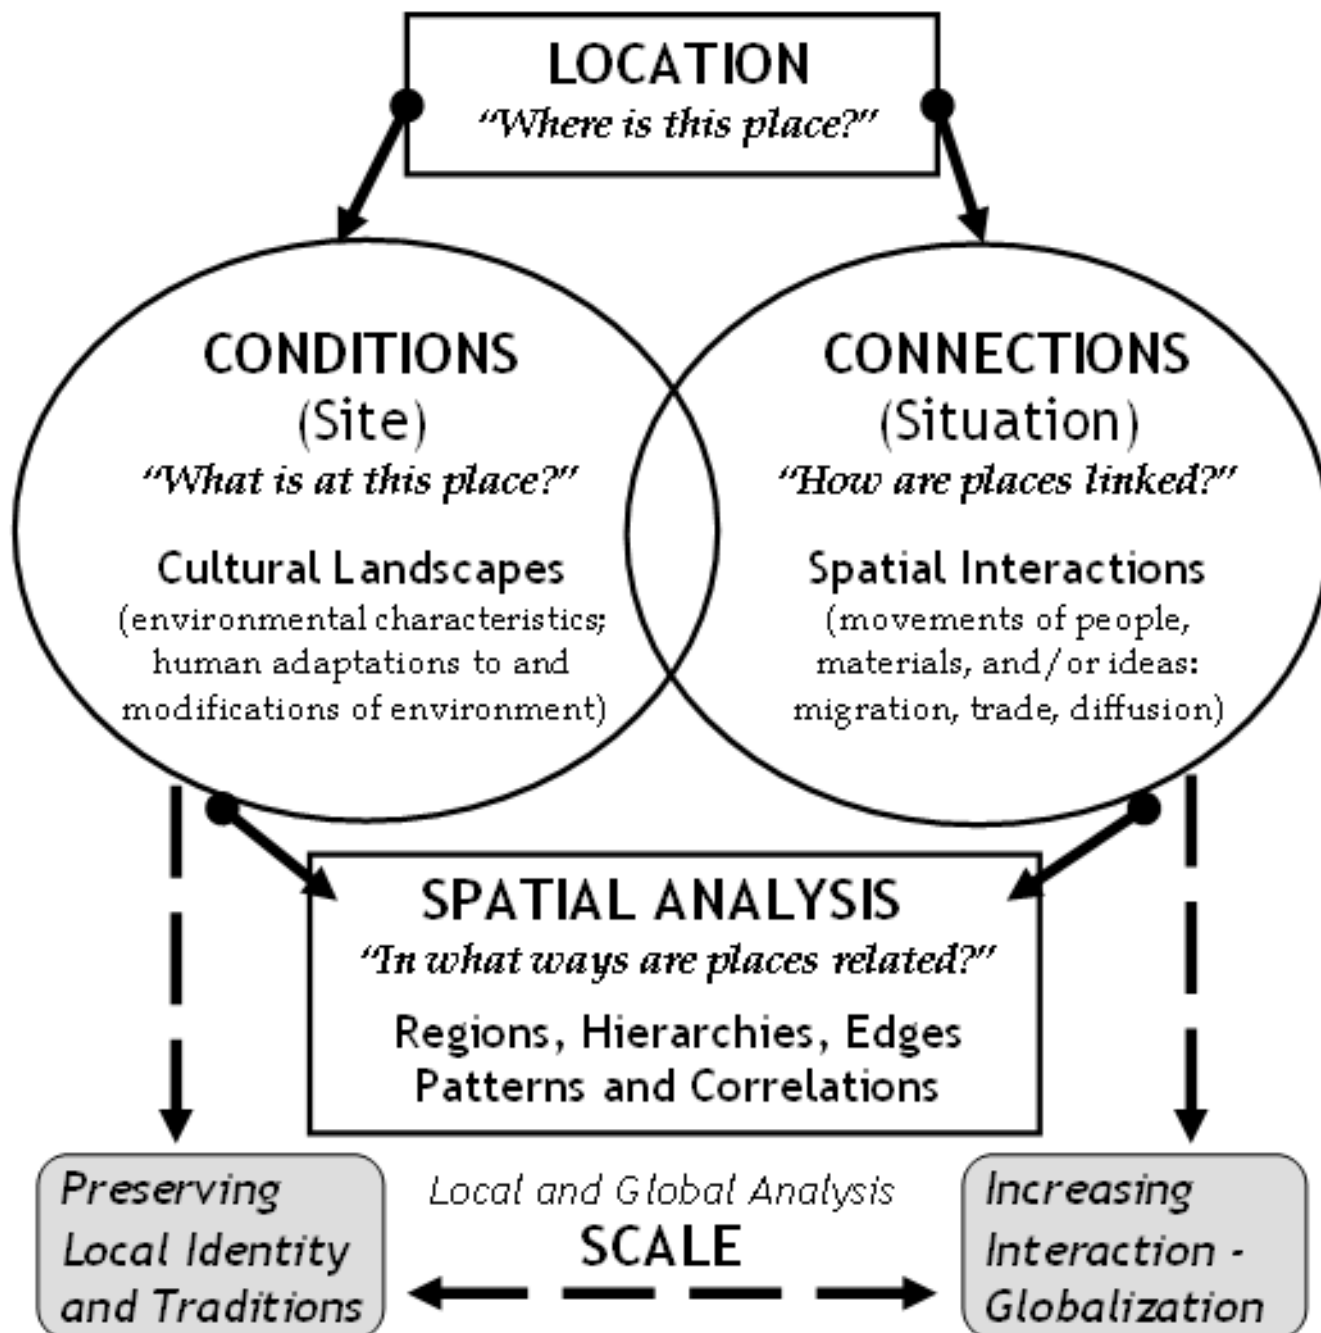 LOCATION
“Where is this place?”
CONDITIONS
(Site)
“What is at this place?”
Cultural Landscapes
(environmental characteristics;
human adaptations to and
modifications of environment)
CONNECTIONS
(Situation)
“How are places linked?”
Spatial Interactions
(movements of people,
materials, and/or ideas:
migration, trade, diffusion)
SPATIAL ANALYSIS
“In what ways are places related?”
Regions, Hierarchies, Edges
Patterns and Correlations
Preserving
Local Identity
and Traditions
Local and Global Analysis
SCALE
Increasing
Interaction -
Globalization